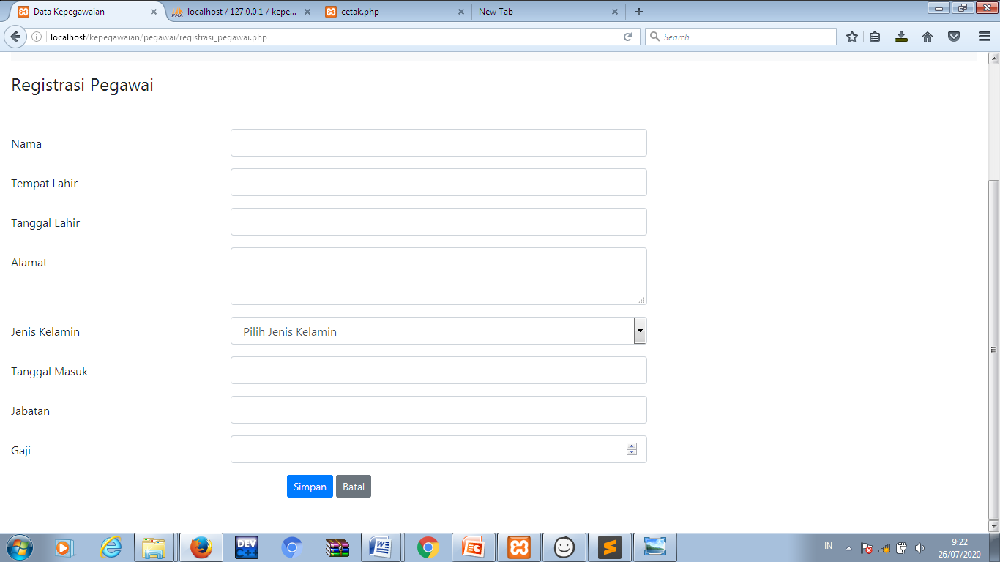 Data Kepegawaian
localhost / 127.0.0.1 / kepe...
cetak.php
New Tab
localhost/kepegawaian/pegawai/registrasi_pegawai.php
Search
Registrasi Pegawai
Nama
Tempat Lahir
Tanggal Lahir
Alamat
Jenis Kelamin
Pilih Jenis Kelamin
Tanggal Masuk
Jabatan
Gaji
Simpan
Batal
DEV
C++
IN
9:22
26/07/2020